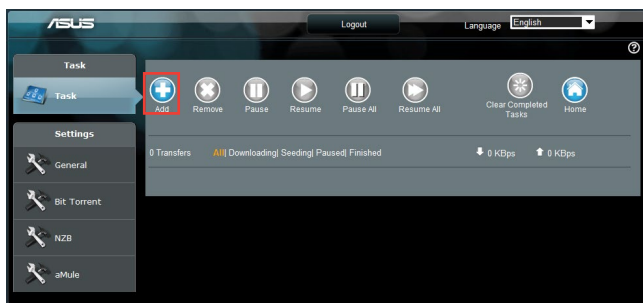 ASUS
Logout
Language English
Task
Task
Settings
General
Bit Torrent
NZB
aMule
Add Remove Pause Resume Pause All Resume All Clear Completed Tasks Home
0 Transfers All| Downloading| Seeding| Paused| Finished 0 KBps 0 KBps